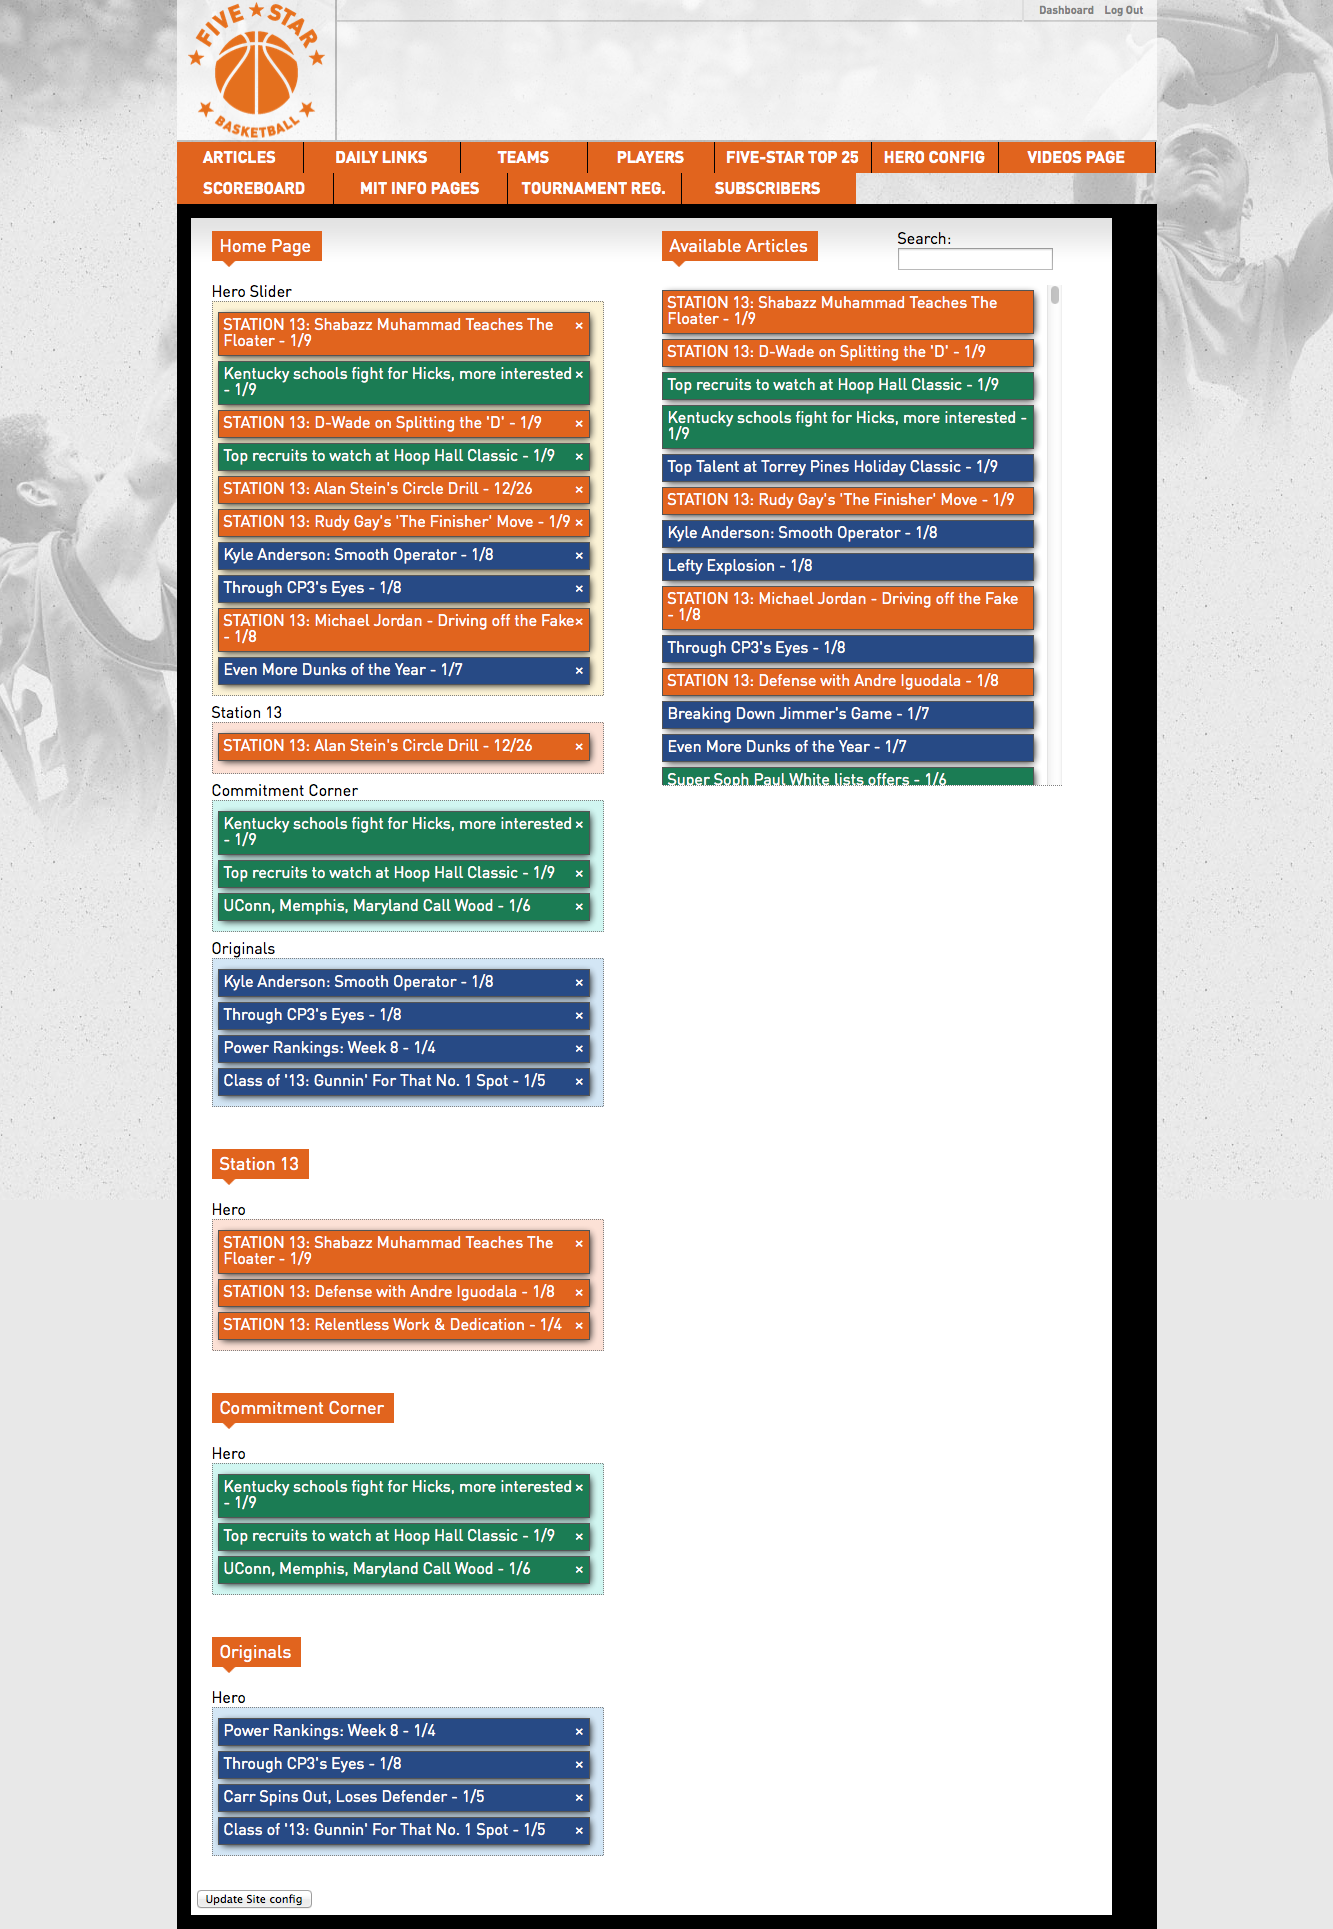 FIVE STAR
BASKETBALL
Dashboard Log Out
ARTICLES DAILY LINKS TEAMS PLAYERS FIVE-STAR TOP 25 HERO CONFIG VIDEOS PAGE
SCOREBOARD MIT INFO PAGES TOURNAMENT REG. SUBSCRIBERS
Home Page
Hero Slider
STATION 13: Shabazz Muhammad Teaches The ×
Floater - 1/9
Kentucky schools fight for Hicks, more interested ×
- 1/9
STATION 13: D-Wade on Splitting the 'D' - 1/9 ×
Top recruits to watch at Hoop Hall Classic - 1/9 ×
STATION 13: Alan Stein's Circle Drill - 12/26 ×
STATION 13: Rudy Gay's 'The Finisher' Move - 1/9 ×
Kyle Anderson: Smooth Operator - 1/8 ×
Through CP3's Eyes - 1/8 ×
STATION 13: Michael Jordan - Driving off the Fake ×
- 1/8
Even More Dunks of the Year - 1/7 ×
Station 13
STATION 13: Alan Stein's Circle Drill - 12/26 ×
Commitment Corner
Kentucky schools fight for Hicks, more interested ×
- 1/9
Top recruits to watch at Hoop Hall Classic - 1/9 ×
UConn, Memphis, Maryland Call Wood - 1/6 ×
Originals
Kyle Anderson: Smooth Operator - 1/8 ×
Through CP3's Eyes - 1/8 ×
Power Rankings: Week 8 - 1/4 ×
Class of '13: Gunnin' For That No. 1 Spot - 1/5 ×
Station 13
Hero
STATION 13: Shabazz Muhammad Teaches The ×
Floater - 1/9
STATION 13: Defense with Andre Iguodala - 1/8 ×
STATION 13: Relentless Work & Dedication - 1/4 ×
Commitment Corner
Hero
Kentucky schools fight for Hicks, more interested ×
- 1/9
Top recruits to watch at Hoop Hall Classic - 1/9 ×
UConn, Memphis, Maryland Call Wood - 1/6 ×
Originals
Hero
Power Rankings: Week 8 - 1/4 ×
Through CP3's Eyes - 1/8 ×
Carr Spins Out, Loses Defender - 1/5 ×
Class of '13: Gunnin' For That No. 1 Spot - 1/5 ×
Update Site config
Available Articles
Search:
STATION 13: Shabazz Muhammad Teaches The
Floater - 1/9
STATION 13: D-Wade on Splitting the 'D' - 1/9
Top recruits to watch at Hoop Hall Classic - 1/9
Kentucky schools fight for Hicks, more interested -
1/9
Top Talent at Torrey Pines Holiday Classic - 1/9
STATION 13: Rudy Gay's 'The Finisher' Move - 1/9
Kyle Anderson: Smooth Operator - 1/8
Lefty Explosion - 1/8
STATION 13: Michael Jordan - Driving off the Fake
- 1/8
Through CP3's Eyes - 1/8
STATION 13: Defense with Andre Iguodala - 1/8
Breaking Down Jimmer's Game - 1/7
Even More Dunks of the Year - 1/7
Super Soph Paul White lists offers - 1/6